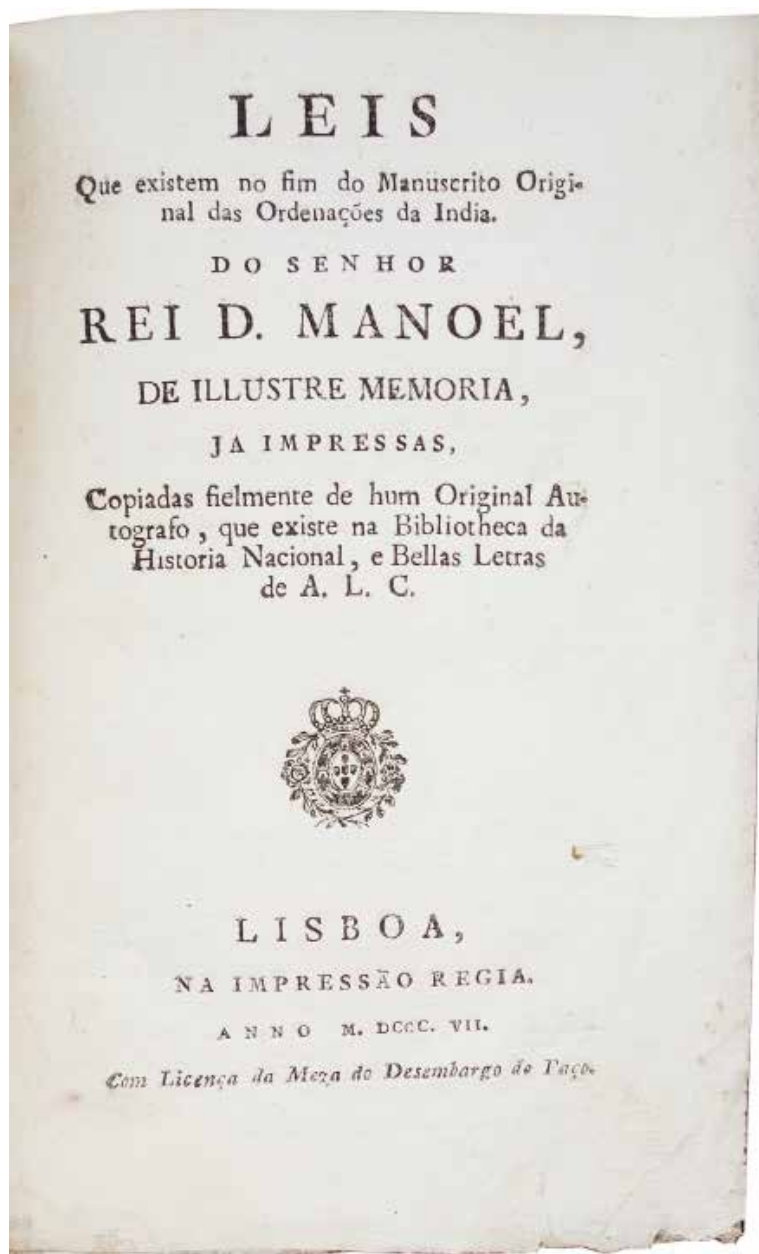 LEIS
Que existem no fim do Manuscrito Origi-
nal das Ordenações da India.
DO SENHOR
REI D. MANOEL,
DE ILLUSTRE MEMORIA,
JA IMPRESSAS,
Copiadas fielmente de hum Original Au-
tografo, que existe na Bibliotheca da
Historia Nacional, e Bellas Letras
de A. L. C.
LISBOA,
NA IMPRESSÃO REGIA.
ANNO M. DCCC. VII.
Com Licença da Meza do Desembargo do Paço.